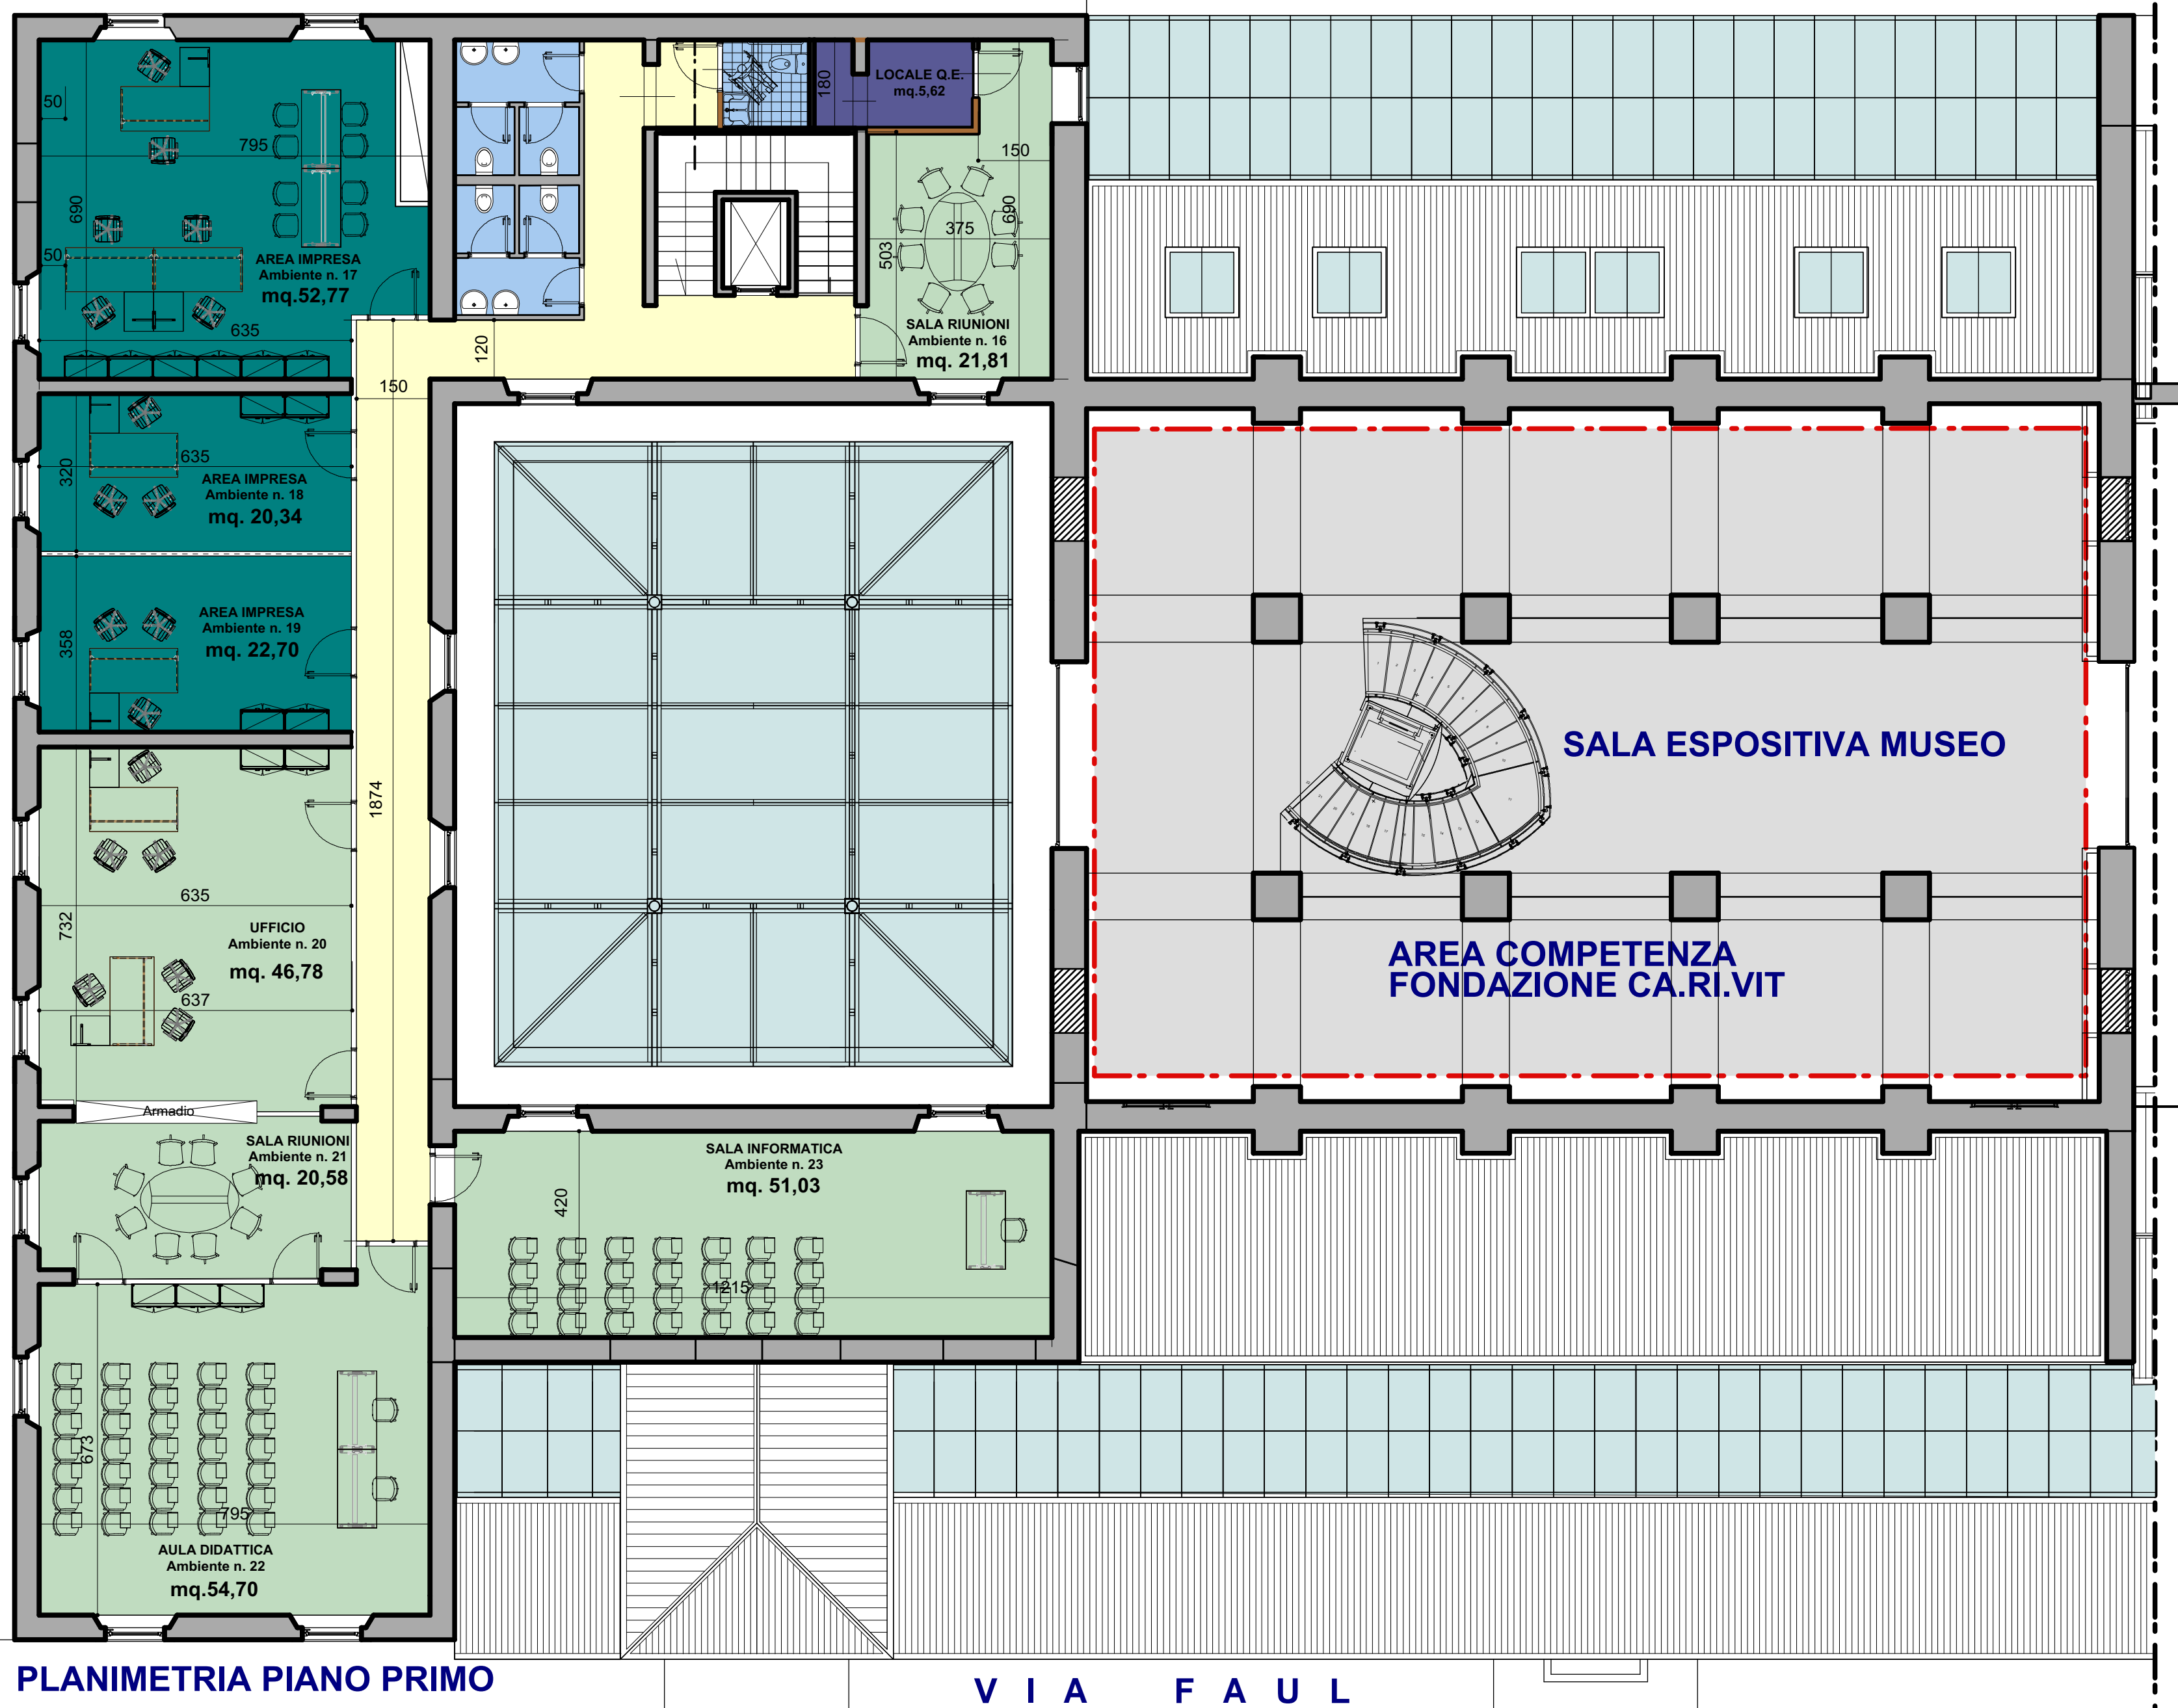 50
795
690
50
AREA IMPRESA
Ambiente n. 17
mq.52,77
635
180
LOCALE Q.E.
mq.5,62
150
690
375
503
SALA RIUNIONI
Ambiente n. 16
mq. 21,81
120
150
635
320
AREA IMPRESA
Ambiente n. 18
mq. 20,34
AREA IMPRESA
Ambiente n. 19
mq. 22,70
358
1874
635
732
UFFICIO
Ambiente n. 20
mq. 46,78
637
Armadio
SALA RIUNIONI
Ambiente n. 21
mq. 20,58
SALA INFORMATICA
Ambiente n. 23
mq. 51,03
420
1215
673
795
AULA DIDATTICA
Ambiente n. 22
mq.54,70
SALA ESPOSITIVA MUSEO
AREA COMPETENZA
FONDAZIONE CA.RI.VIT
PLANIMETRIA PIANO PRIMO
VIA FAUL